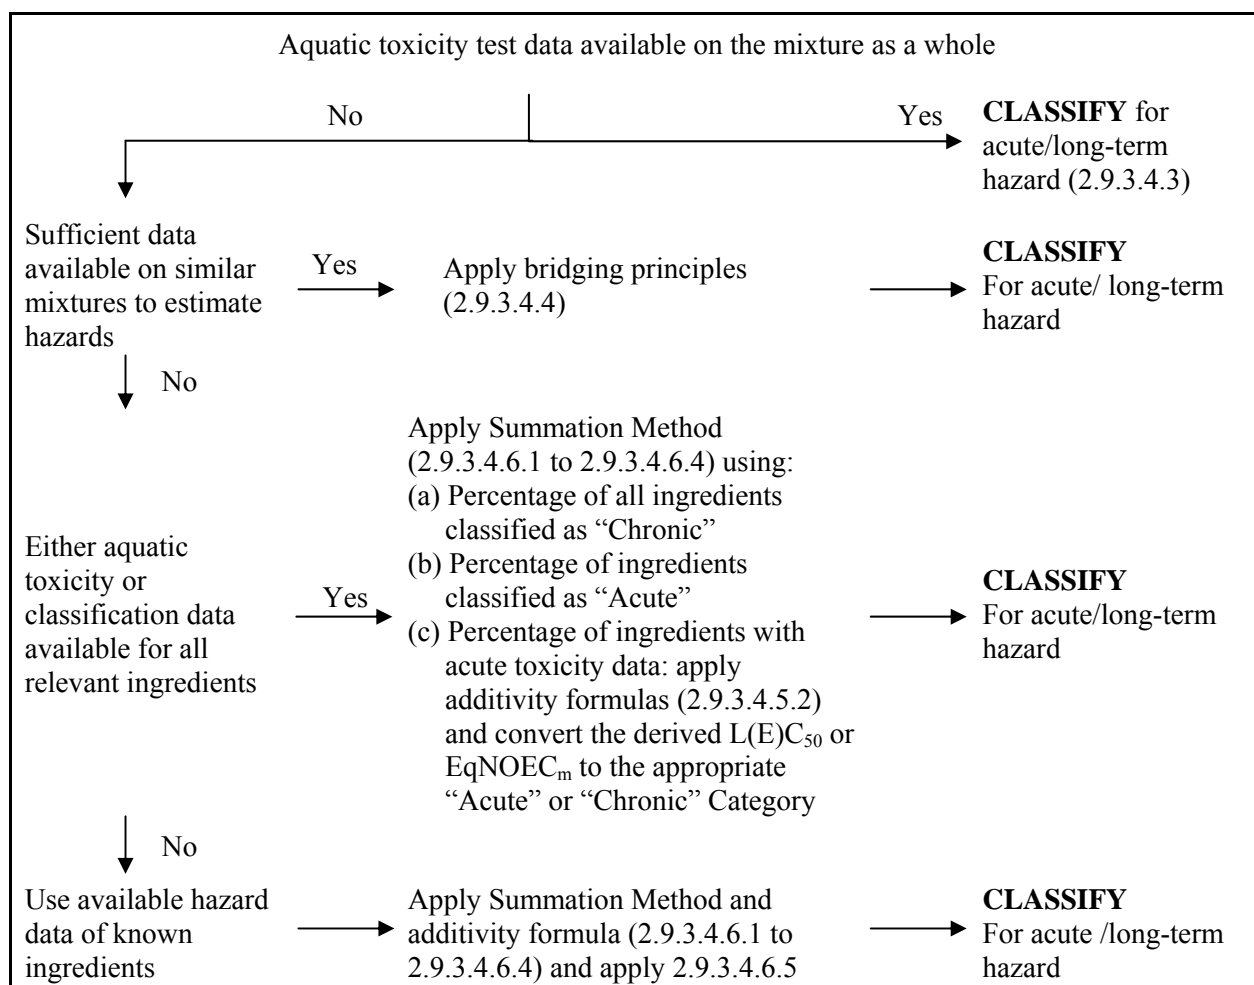 Aquatic toxicity test data available on the mixture as a whole
No
Yes
CLASSIFY for
acute/long-term
hazard (2.9.3.4.3)
Sufficient data
available on similar
mixtures to estimate
hazards
Yes
Apply bridging principles
(2.9.3.4.4)
CLASSIFY
For acute/ long-term
hazard
No
Either aquatic
toxicity or
classification data
available for all
relevant ingredients
Yes
Apply Summation Method
(2.9.3.4.6.1 to 2.9.3.4.6.4) using:
(a) Percentage of all ingredients
classified as “Chronic”
(b) Percentage of ingredients
classified as “Acute”
(c) Percentage of ingredients with
acute toxicity data: apply
additivity formulas (2.9.3.4.5.2)
and convert the derived L(E)C50 or
EqNOECm to the appropriate
“Acute” or “Chronic” Category
CLASSIFY
For acute/long-term
hazard
No
Use available hazard
data of known
ingredients
Apply Summation Method and
additivity formula (2.9.3.4.6.1 to
2.9.3.4.6.4) and apply 2.9.3.4.6.5
CLASSIFY
For acute /long-term
hazard